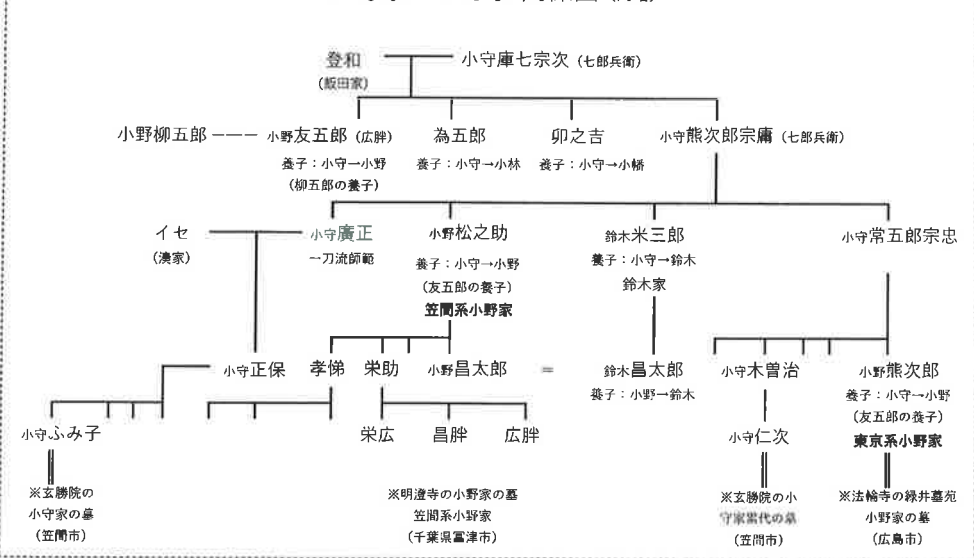 登和 小守庫七宗次（七郎兵衛）
（飯田家）
小野柳五郎 小野友五郎（広胖） 為五郎 卯之吉 小守熊次郎宗庸（七郎兵衛）
養子：小守→小野 養子：小守→小林 養子：小守→小幡
（柳五郎の養子）
イセ 小守廣正 小野松之助 鈴木米三郎 小守常五郎宗忠
（湊家） 一刀流師範 養子：小守→小野 養子：小守→鈴木
（友五郎の養子） 鈴木家
笠間系小野家
小守正保 孝悌 栄助 小野昌太郎 = 鈴木昌太郎 小守木曽治 小野熊次郎
養子：小野→鈴木 養子：小守→小野
（友五郎の養子）
小守ふみ子 栄広 昌胖 広胖 小守仁次 東京系小野家
※玄勝院の ※明澄寺の小野家の墓 ※玄勝院の小 ※法輪寺の緑井墓苑
小守家の墓 笠間系小野家 守家累代の墓 小野家の墓
（笠間市） （千葉県富津市） （笠間市） （広島市）